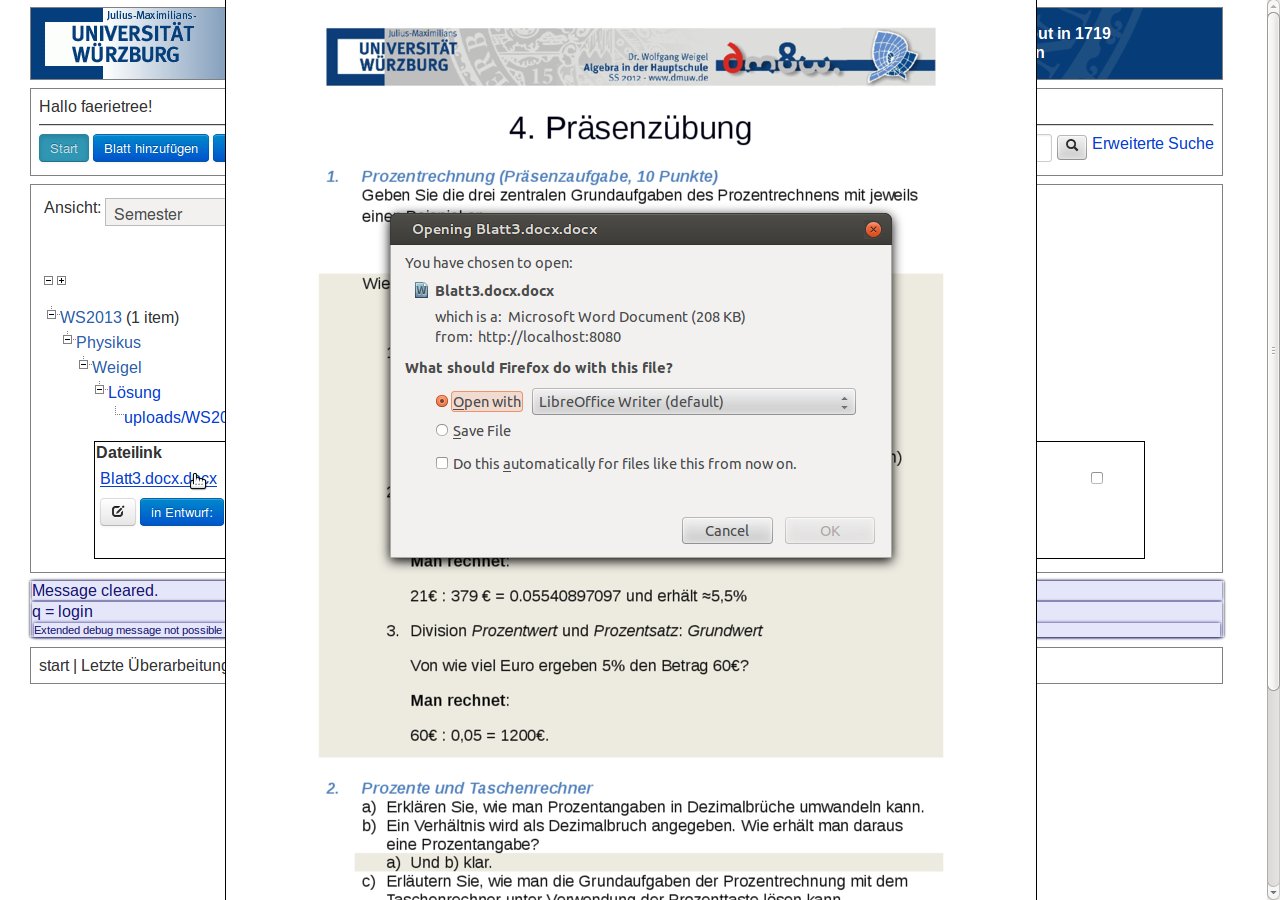 Julius-Maximilians-
UNIVERSITÄT
WÜRZBURG
ut in 1719
n
Hallo faerietree!
Start
Blatt hinzufügen
Erweiterte Suche
Ansicht:
Semester
WS2013 (1 item)
Physikus
Weigel
Lösung
uploads/WS20
Dateilink
Blatt3.docx.docx
in Entwurf:
Message cleared.
q = login
Extended debug message not possible
start | Letzte Überarbeitung
Julius-Maximilians-
UNIVERSITÄT
WÜRZBURG
Dr. Wolfgang Weigel
Algebra in der Hauptschule
SS 2012 - www.dmuw.de
4. Präsenzübung
1. Prozentrechnung (Präsenzaufgabe, 10 Punkte)
Geben Sie die drei zentralen Grundaufgaben des Prozentrechnens mit jeweils
Wie
Opening Blatt3.docx.docx
You have chosen to open:
Blatt3.docx.docx
which is a: Microsoft Word Document (208 KB)
from: http://localhost:8080
What should Firefox do with this file?
Open with
LibreOffice Writer (default)
Save File
Do this automatically for files like this from now on.
Cancel
OK
Man rechnet:
21€ : 379 € = 0.05540897097 und erhält ≈5,5%
3. Division Prozentwert und Prozentsatz: Grundwert
Von wie viel Euro ergeben 5% den Betrag 60€?
Man rechnet:
60€ : 0,05 = 1200€.
2. Prozente und Taschenrechner
a) Erklären Sie, wie man Prozentangaben in Dezimalbrüche umwandeln kann.
b) Ein Verhältnis wird als Dezimalbruch angegeben. Wie erhält man daraus
eine Prozentangabe?
a) Und b) klar.
c) Erläutern Sie, wie man die Grundaufgaben der Prozentrechnung mit dem
Taschenrechner unter Verwendung der Prozenttaste lösen kann